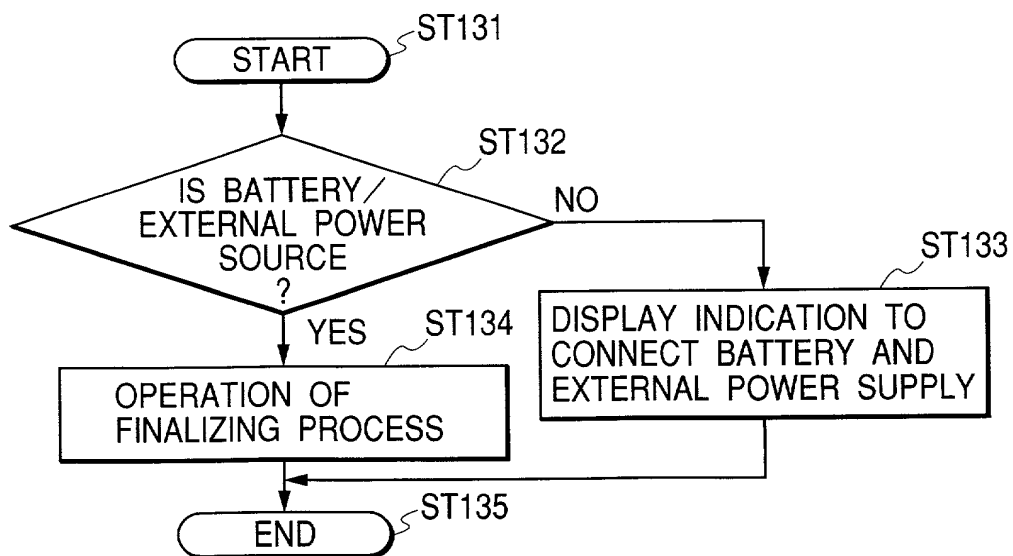 START
ST131
ST132
IS BATTERY/
EXTERNAL POWER
SOURCE
?
NO
YES
ST133
DISPLAY INDICATION TO
CONNECT BATTERY AND
EXTERNAL POWER SUPPLY
ST134
OPERATION OF
FINALIZING PROCESS
ST135
END